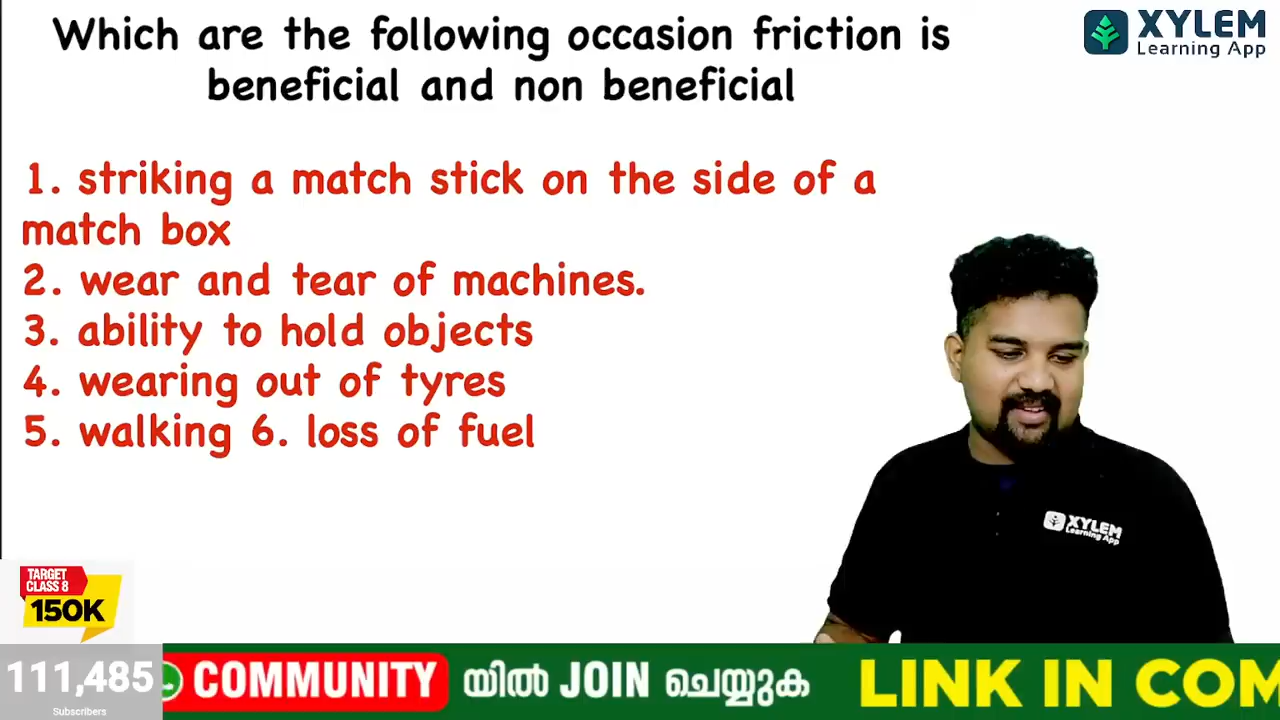 Which are the following occasion friction is
beneficial and non beneficial
XYLEM
Learning App
1. striking a match stick on the side of a
match box
2. wear and tear of machines.
3. ability to hold objects
4. wearing out of tyres
5. walking 6. loss of fuel
XYLEM
Learning App
TARGET
CLASS 8
150K
111,485
Subscribers
COMMUNITY യിൽ JOIN ചെയ്യുക LINK IN COM